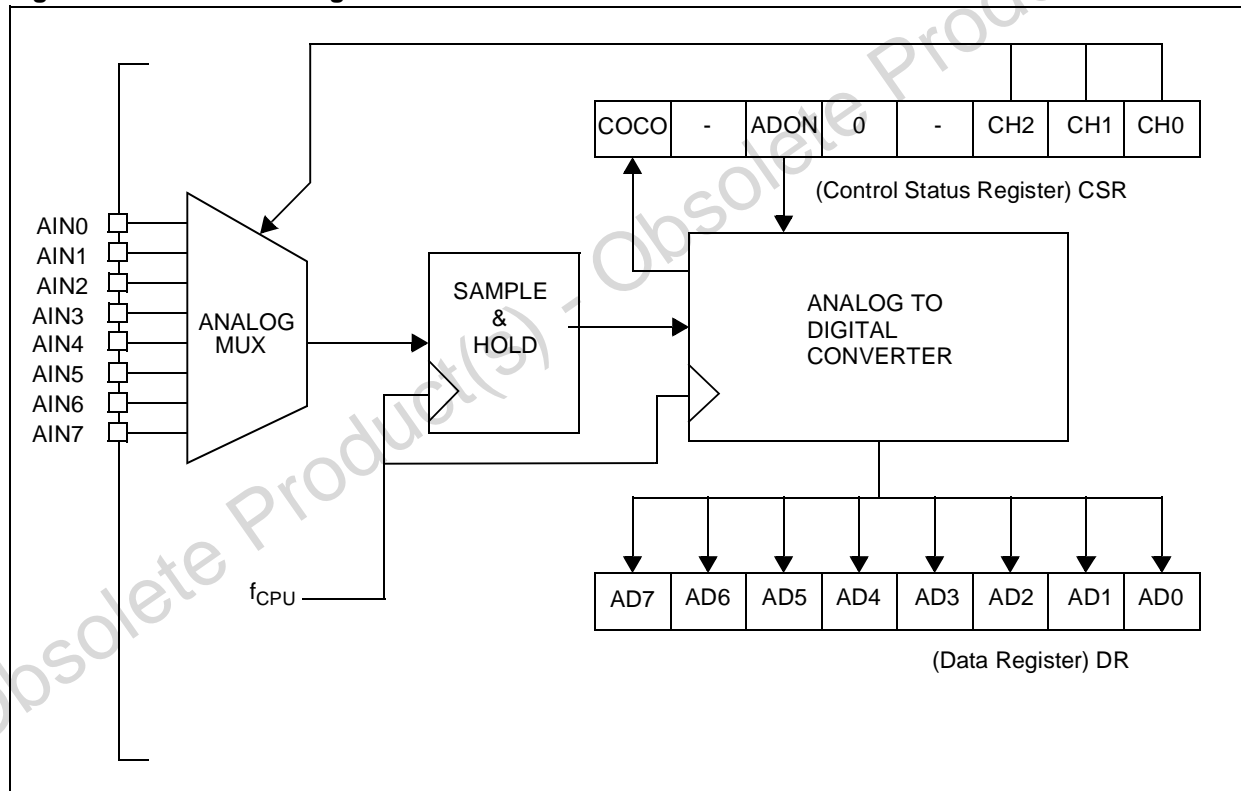 COCO - ADON 0 - CH2 CH1 CH0
(Control Status Register) CSR
AIN0
AIN1
AIN2
AIN3
AIN4
AIN5
AIN6
AIN7
ANALOG
MUX
SAMPLE
&
HOLD
ANALOG TO
DIGITAL
CONVERTER
fCPU
AD7 AD6 AD5 AD4 AD3 AD2 AD1 AD0
(Data Register) DR
Obsolete Product(s) - Obsolete Produc